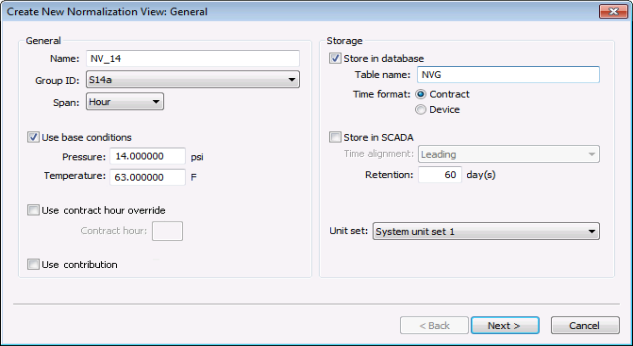 Create New Normalization View: General
General
Name: NV_14
Group ID: S14a
Span: Hour
Use base conditions
Pressure: 14.000000 psi
Temperature: 63.000000 F
Use contract hour override
Contract hour:
Use contribution
Storage
Store in database
Table name: NVG
Time format: Contract
Device
Store in SCADA
Time alignment: Leading
Retention: 60 day(s)
Unit set: System unit set 1
< Back Next > Cancel